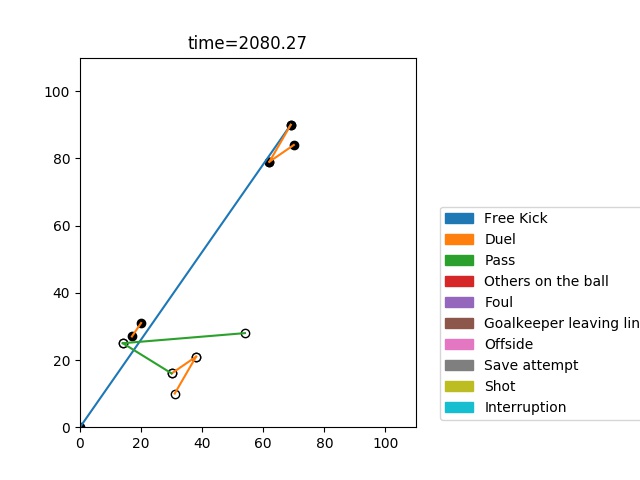 time=2080.27
100
80
60
40
20
0
0 20 40 60 80 100
Free Kick
Duel
Pass
Others on the ball
Foul
Goalkeeper leaving lin
Offside
Save attempt
Shot
Interruption